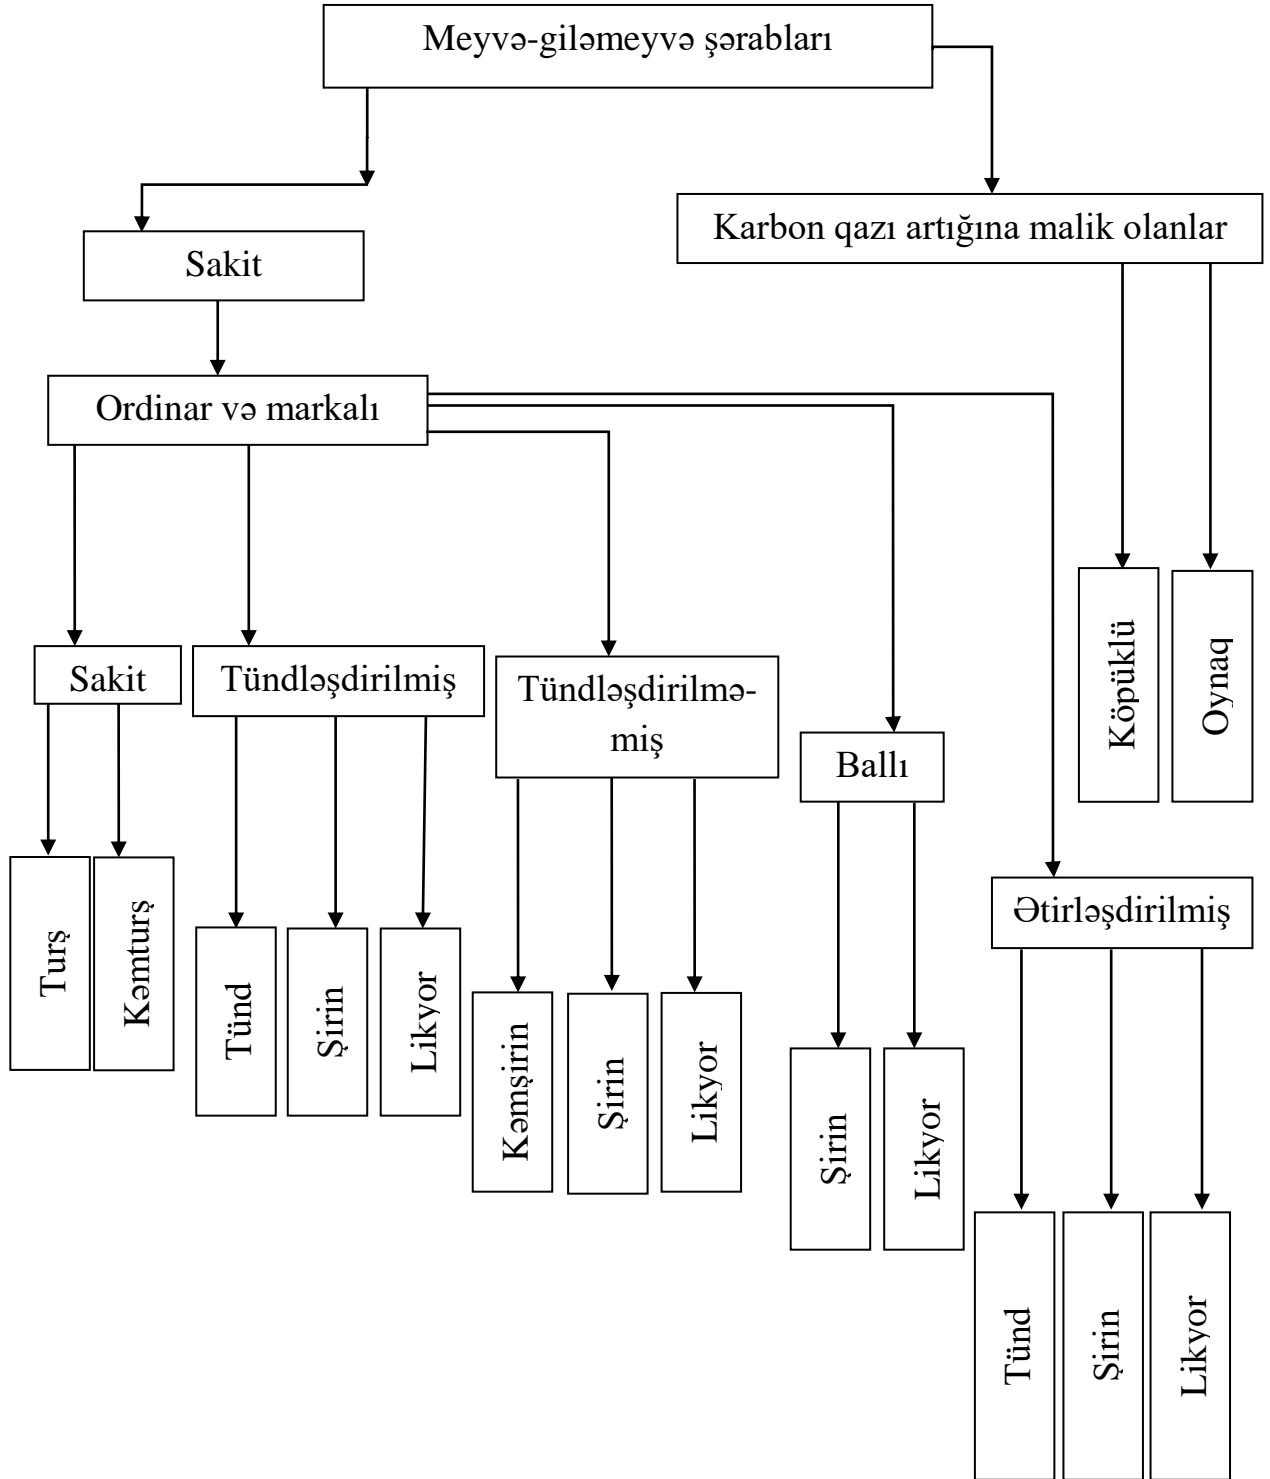 Meyvə-giləmeyvə şərabları
Karbon qazı artığına malik olanlar
Sakit
Ordinar və markalı
Köpüklü
Oynaq
Sakit
Tündləşdirilmiş
Tündləşdirilmə-
miş
Ballı
Ətirləşdirilmiş
Turş
Kəmturş
Tünd
Şirin
Likyor
Kəmşirin
Şirin
Likyor
Şirin
Likyor
Tünd
Şirin
Likyor